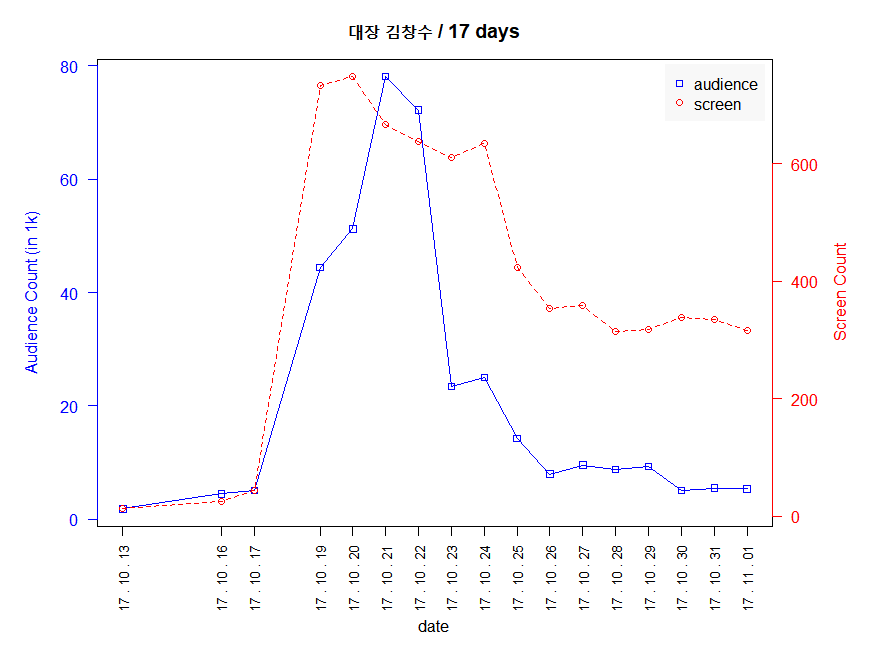 대장 김창수 / 17 days
audience
screen
Audience Count (in 1k)
80
60
40
20
0
Screen Count
600
400
200
0
17 . 10 . 13
17 . 10 . 16
17 . 10 . 17
17 . 10 . 19
17 . 10 . 20
17 . 10 . 21
17 . 10 . 22
17 . 10 . 23
17 . 10 . 24
17 . 10 . 25
17 . 10 . 26
17 . 10 . 27
17 . 10 . 28
17 . 10 . 29
17 . 10 . 30
17 . 10 . 31
17 . 11 . 01
date